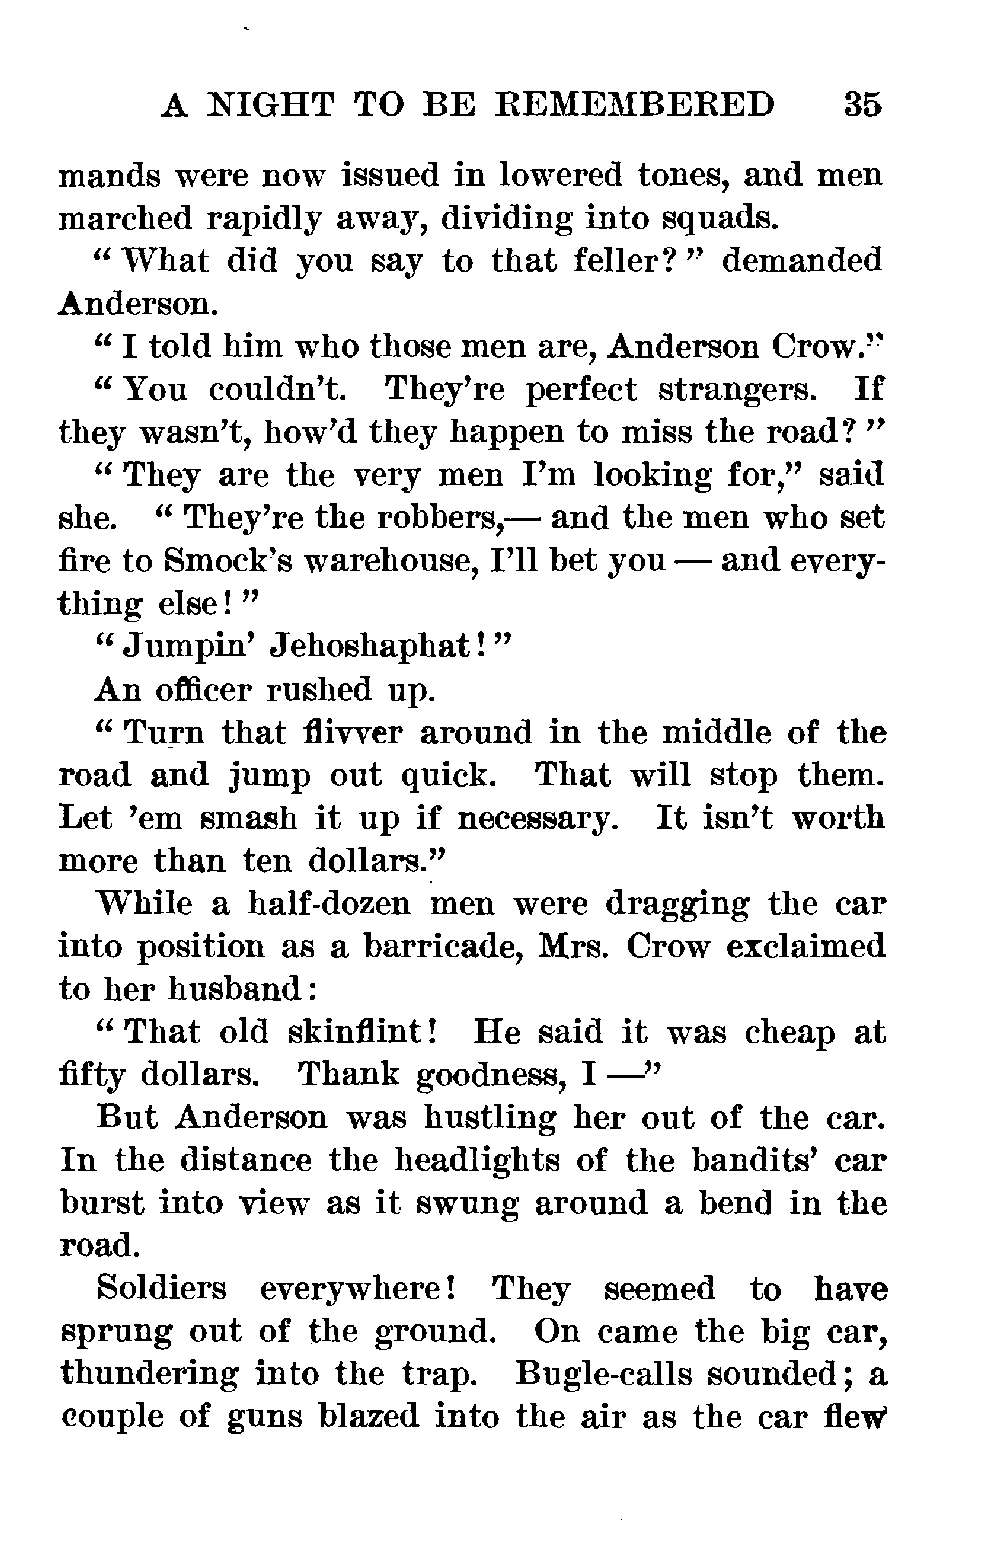 A NIGHT TO BE REMEMBERED 35
mands were now issued in lowered tones, and men
marched rapidly away, dividing into squads.
" What did you say to that feller? " demanded
Anderson.
" I told him who those men are, Anderson Crow."
" You couldn't. They're perfect strangers. If
they wasn't, how'd they happen to miss the road? "
" They are the very men I'm looking for," said
she. " They're the robbers,— and the men who set
fire to Smock's warehouse, I'll bet you — and every-
thing else! "
" Jumpin' Jehoshaphat! "
An officer rushed up.
" Turn that flivver around in the middle of the
road and jump out quick. That will stop them.
Let 'em smash it up if necessary. It isn't worth
more than ten dollars."
While a half-dozen men were dragging the car
into position as a barricade, Mrs. Crow exclaimed
to her husband:
" That old skinflint! He said it was cheap at
fifty dollars. Thank goodness, I —"
But Anderson was hustling her out of the car.
In the distance the headlights of the bandits' car
burst into view as it swung around a bend in the
road.
Soldiers everywhere! They seemed to have
sprung out of the ground. On came the big car,
thundering into the trap. Bugle-calls sounded; a
couple of guns blazed into the air as the car flew